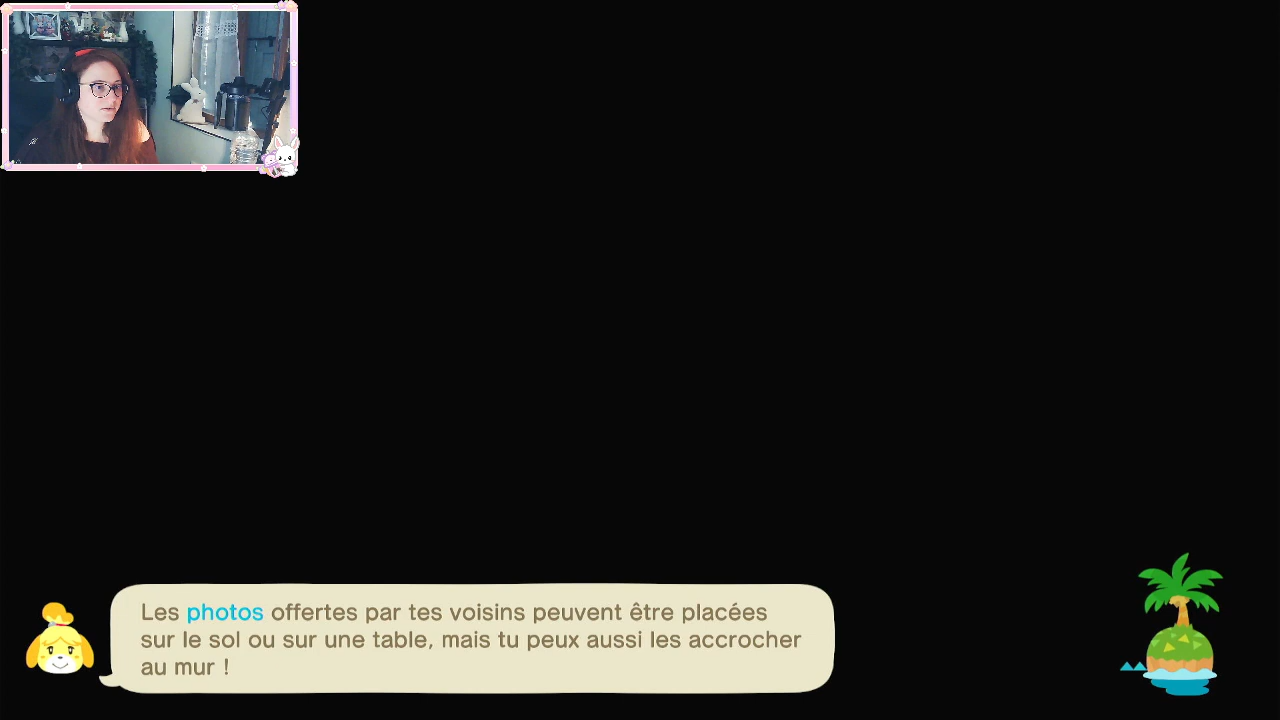 Les photos offertes par tes voisins peuvent être placées
sur le sol ou sur une table, mais tu peux aussi les accrocher
au mur !